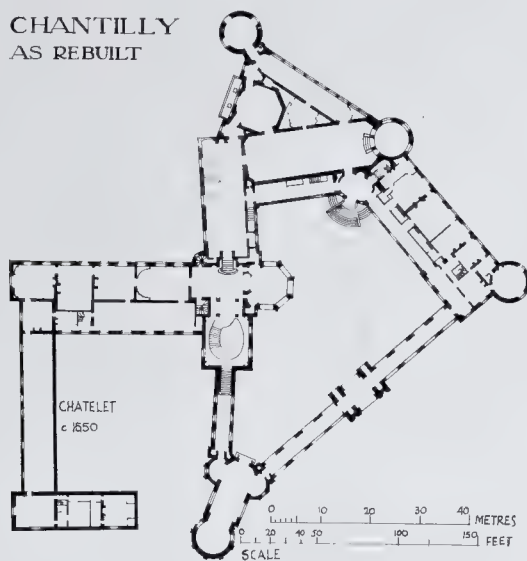 CHANTILLY
AS REBUILT
CHATELET
c 1650
0 10 20 30 40 METRES
0 20 40 50 100 150 FEET
SCALE